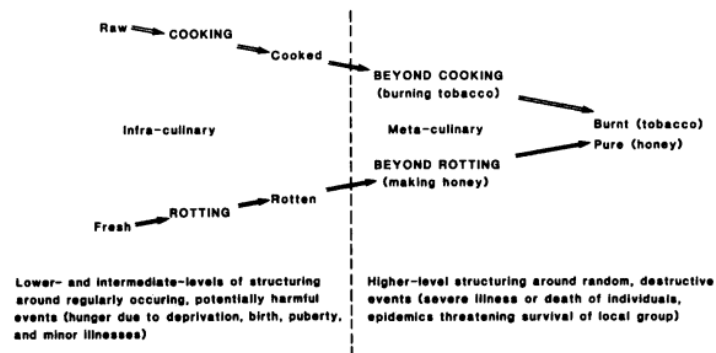 Raw
COOKING
Cooked
BEYOND COOKING
(burning tobacco)
Infra-culinary
Meta-culinary
Burnt (tobacco)
Pure (honey)
BEYOND ROTTING
(making honey)
Rotten
ROTTING
Fresh
Lower- and intermediate-levels of structuring
around regularly occuring, potentially harmful
events (hunger due to deprivation, birth, puberty,
and minor illnesses)
Higher-level structuring around random, destructive
events (severe illness or death of individuals,
epidemics threatening survival of local group)